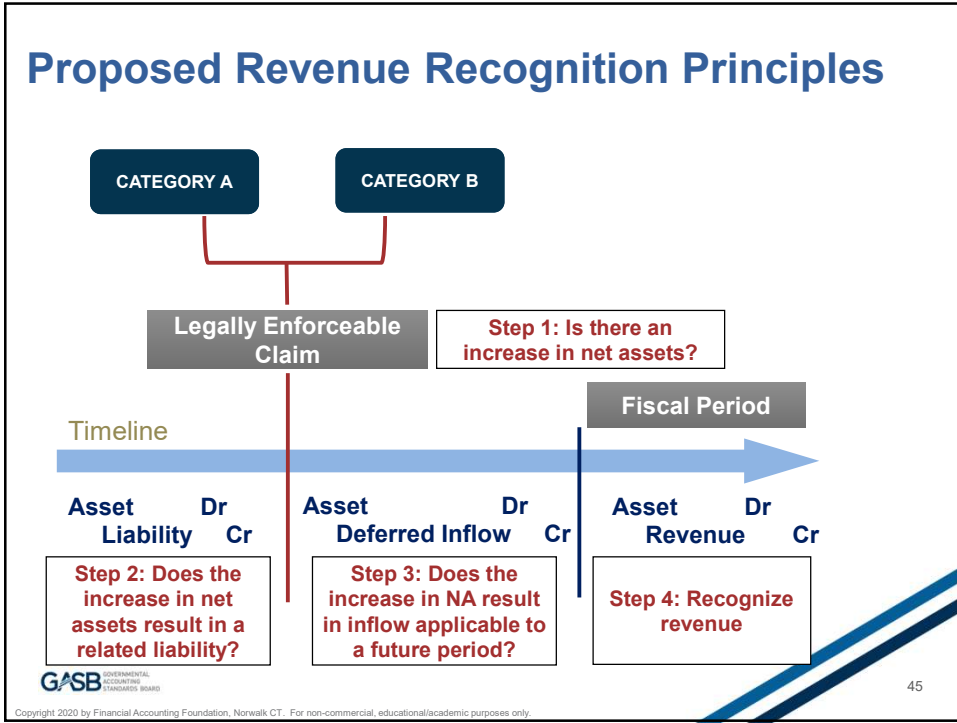 Proposed Revenue Recognition Principles
CATEGORY A
CATEGORY B
Legally Enforceable
Claim
Step 1: Is there an
increase in net assets?
Fiscal Period
Timeline
Asset Dr
Liability Cr
Asset Dr
Deferred Inflow Cr
Asset Dr
Revenue Cr
Step 2: Does the
increase in net
assets result in a
related liability?
Step 3: Does the
increase in NA result
in inflow applicable to
a future period?
Step 4: Recognize
revenue
GASB GOVERNMENTAL
ACCOUNTING
STANDARDS BOARD
45
Copyright 2020 by Financial Accounting Foundation, Norwalk CT. For non-commercial, educational/academic purposes only.